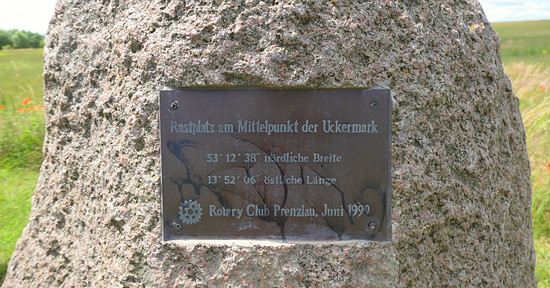 Rastplatz am Mittelpunkt der Uckermark
53° 12' 38" nördliche Breite
13° 52' 06" östliche Länge
Rotary Club Prenzlau, Juni 1999